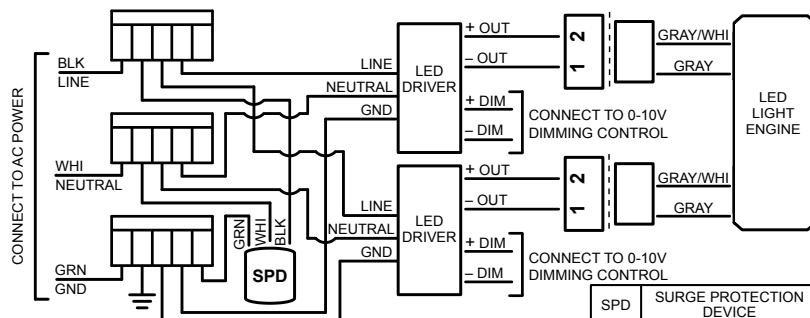 CONNECT TO AC POWER
BLK
LINE
WHI
NEUTRAL
GRN
GND
GRN
WHI
BLK
SPD
LINE
NEUTRAL
GND
LED
DRIVER
+ OUT
– OUT
+ DIM
– DIM
CONNECT TO 0-10V
DIMMING CONTROL
2
1
GRAY/WHI
GRAY
LED
LIGHT
ENGINE
LINE
NEUTRAL
GND
LED
DRIVER
+ OUT
– OUT
+ DIM
– DIM
CONNECT TO 0-10V
DIMMING CONTROL
2
1
GRAY/WHI
GRAY
SPD
SURGE PROTECTION
DEVICE